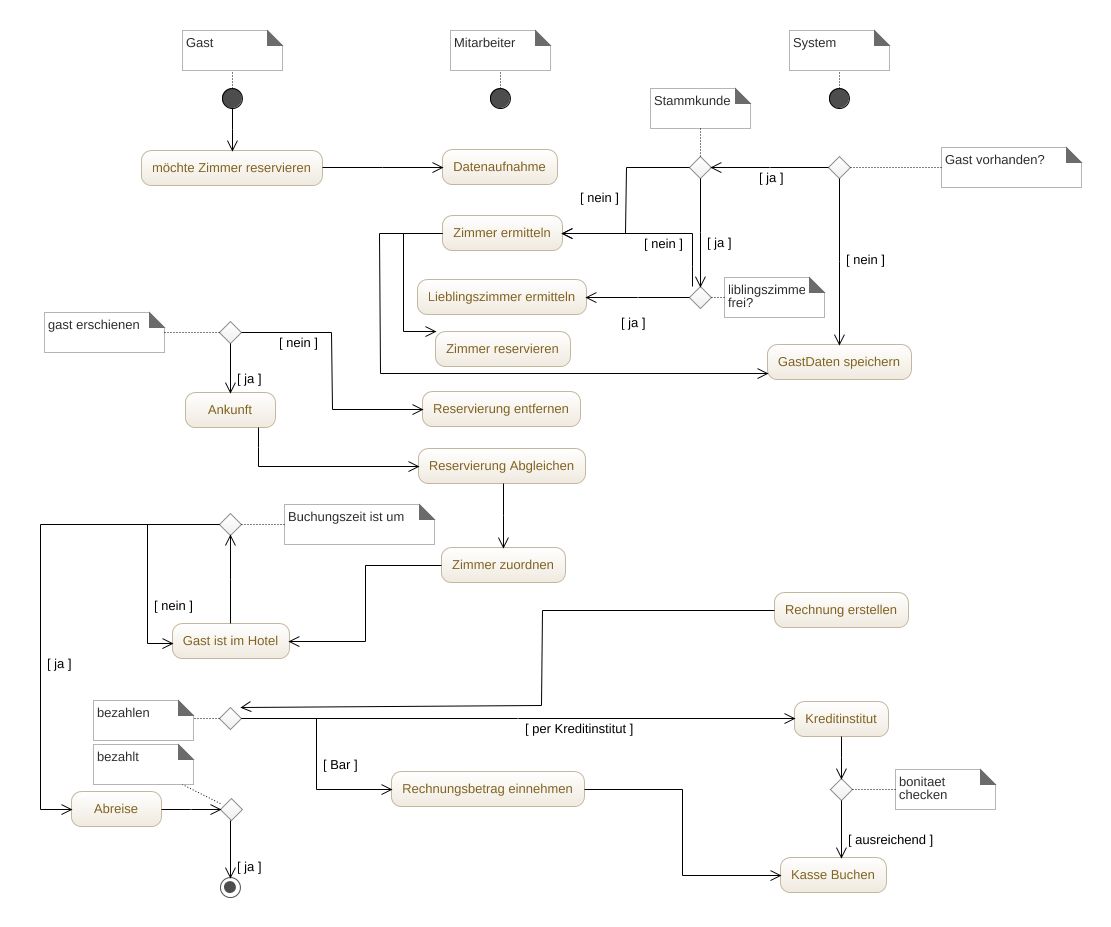 Gast
Mitarbeiter
System
Stammkunde
möchte Zimmer reservieren
Datenaufnahme
Gast vorhanden?
[ ja ]
[ nein ]
Zimmer ermitteln
[ nein ]
[ ja ]
[ nein ]
Lieblingszimmer ermitteln
liblingszimme
frei?
gast erschienen
[ ja ]
[ nein ]
Zimmer reservieren
GastDaten speichern
[ ja ]
Ankunft
Reservierung entfernen
Reservierung Abgleichen
Buchungszeit ist um
Zimmer zuordnen
[ nein ]
Rechnung erstellen
Gast ist im Hotel
[ ja ]
bezahlen
Kreditinstitut
[ per Kreditinstitut ]
bezahlt
[ Bar ]
Rechnungsbetrag einnehmen
bonitaet
checken
Abreise
[ ausreichend ]
[ ja ]
Kasse Buchen